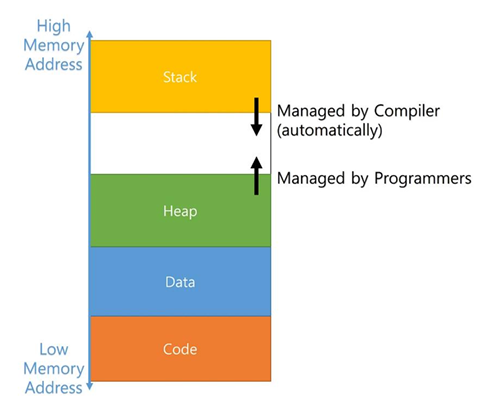 High
Memory
Address
Stack
Managed by Compiler
(automatically)
Managed by Programmers
Heap
Data
Low
Memory
Address
Code